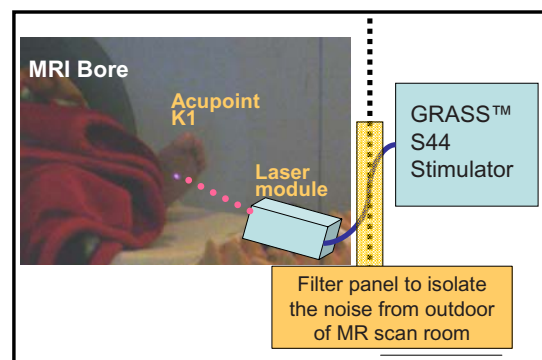 MRI Bore
Acupoint
K1
Laser
module
GRASS™
S44
Stimulator
Filter panel to isolate
the noise from outdoor
of MR scan room